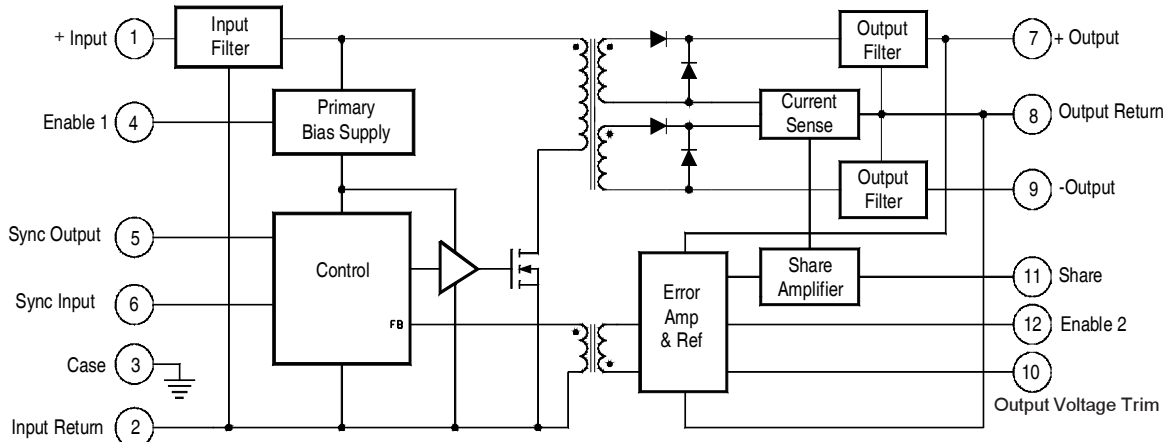 + Input 1
Input
Filter
Output
Filter
7 + Output
Enable 1 4
Primary
Bias Supply
Current
Sense
8 Output Return
Output
Filter
9 -Output
Sync Output 5
Control
Sync Input 6
FB
Error
Amp
& Ref
Share
Amplifier
11 Share
12 Enable 2
Case 3
10
Output Voltage Trim
Input Return 2